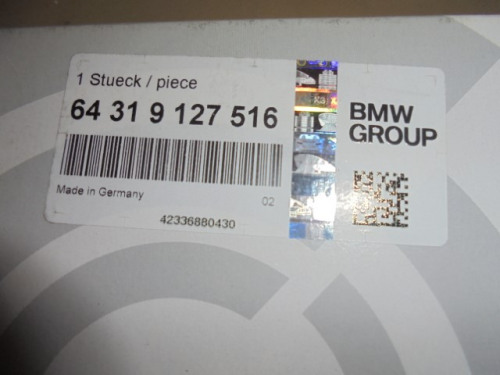 1 Stueck / piece
64 31 9 127 516
BMW
GROUP
Made in Germany
02
42336880430